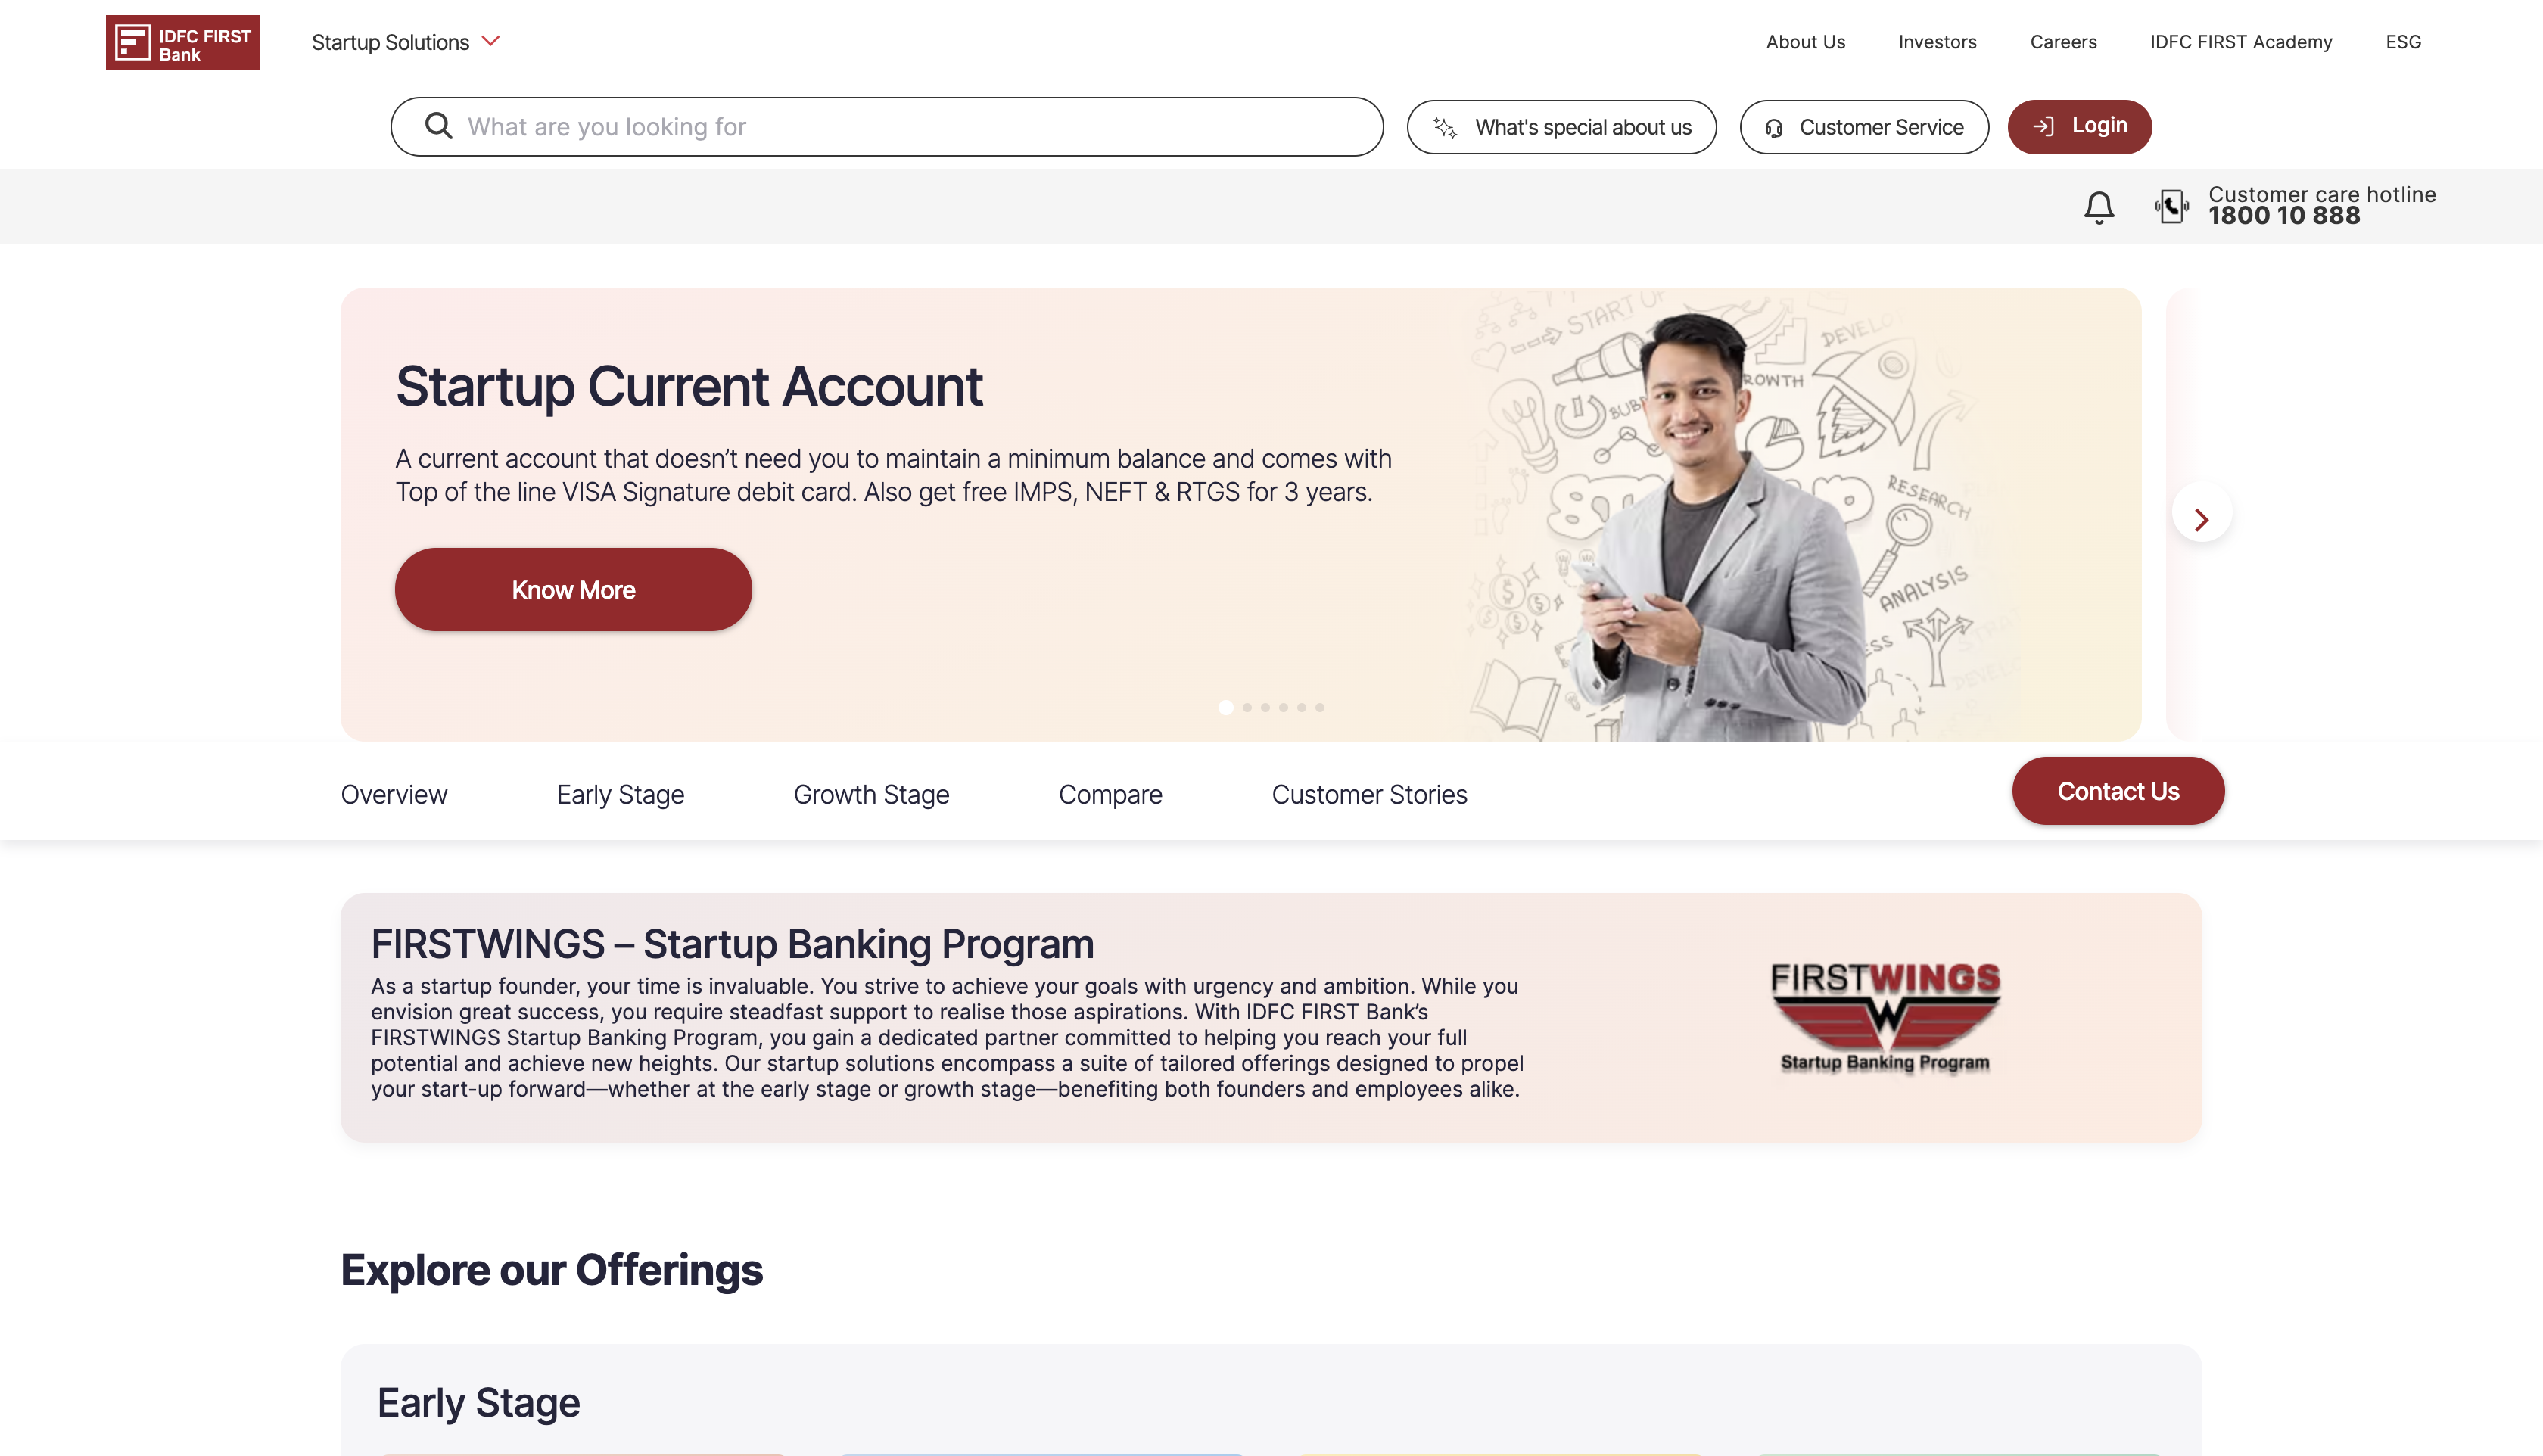 IDFC FIRST
Bank
Startup Solutions
About Us
Investors
Careers
IDFC FIRST Academy
ESG
What are you looking for
What's special about us
Customer Service
Login
Customer care hotline
1800 10 888
Startup Current Account
A current account that doesn’t need you to maintain a minimum balance and comes with
Top of the line VISA Signature debit card. Also get free IMPS, NEFT & RTGS for 3 years.
Know More
START UP
ROWTH
RESEARCH
ANALYSIS
Overview
Early Stage
Growth Stage
Compare
Customer Stories
Contact Us
FIRSTWINGS – Startup Banking Program
As a startup founder, your time is invaluable. You strive to achieve your goals with urgency and ambition. While you
envision great success, you require steadfast support to realise those aspirations. With IDFC FIRST Bank’s
FIRSTWINGS Startup Banking Program, you gain a dedicated partner committed to helping you reach your full
potential and achieve new heights. Our startup solutions encompass a suite of tailored offerings designed to propel
your start-up forward—whether at the early stage or growth stage—benefiting both founders and employees alike.
FIRSTWINGS
W
Startup Banking Program
Explore our Offerings
Early Stage